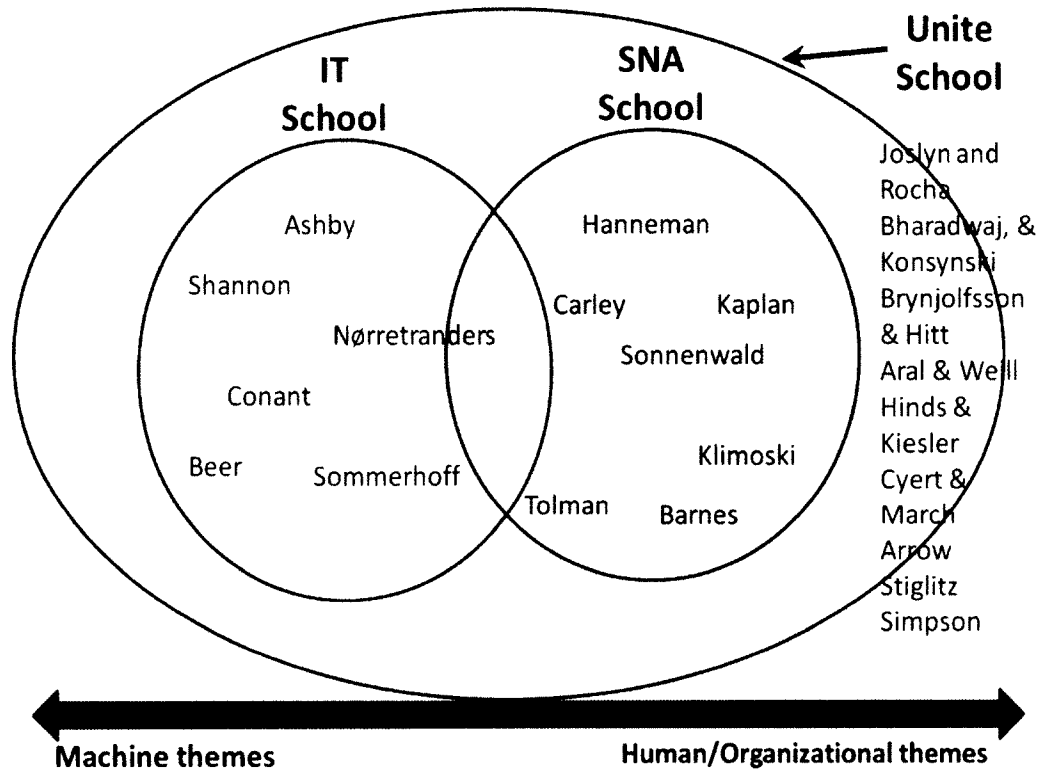 Unite
School
IT
School
SNA
School
Joslyn and
Rocha
Bharadwaj, &
Konsynski
Brynjolfsson
& Hitt
Aral & Weill
Hinds &
Kiesler
Cyert &
March
Arrow
Stiglitz
Simpson
Ashby
Shannon
Nørretranders
Conant
Beer
Sommerhoff
Hanneman
Carley
Kaplan
Sonnenwald
Klimoski
Tolman
Barnes
Machine themes
Human/Organizational themes